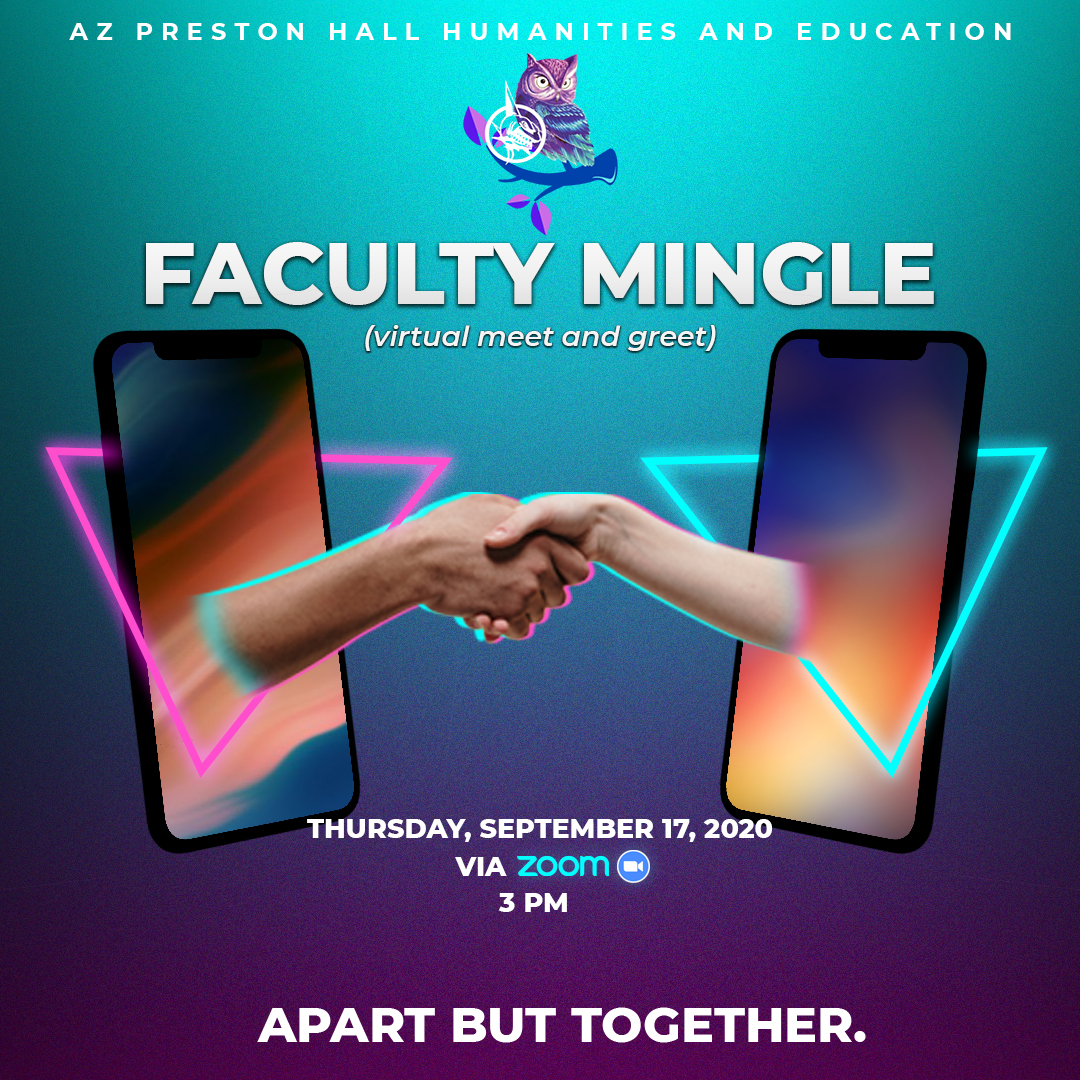 AZ PRESTON HALL HUMANITIES AND EDUCATION
FACULTY MINGLE
(virtual meet and greet)
THURSDAY, SEPTEMBER 17, 2020
VIA zoom
3 PM
APART BUT TOGETHER.